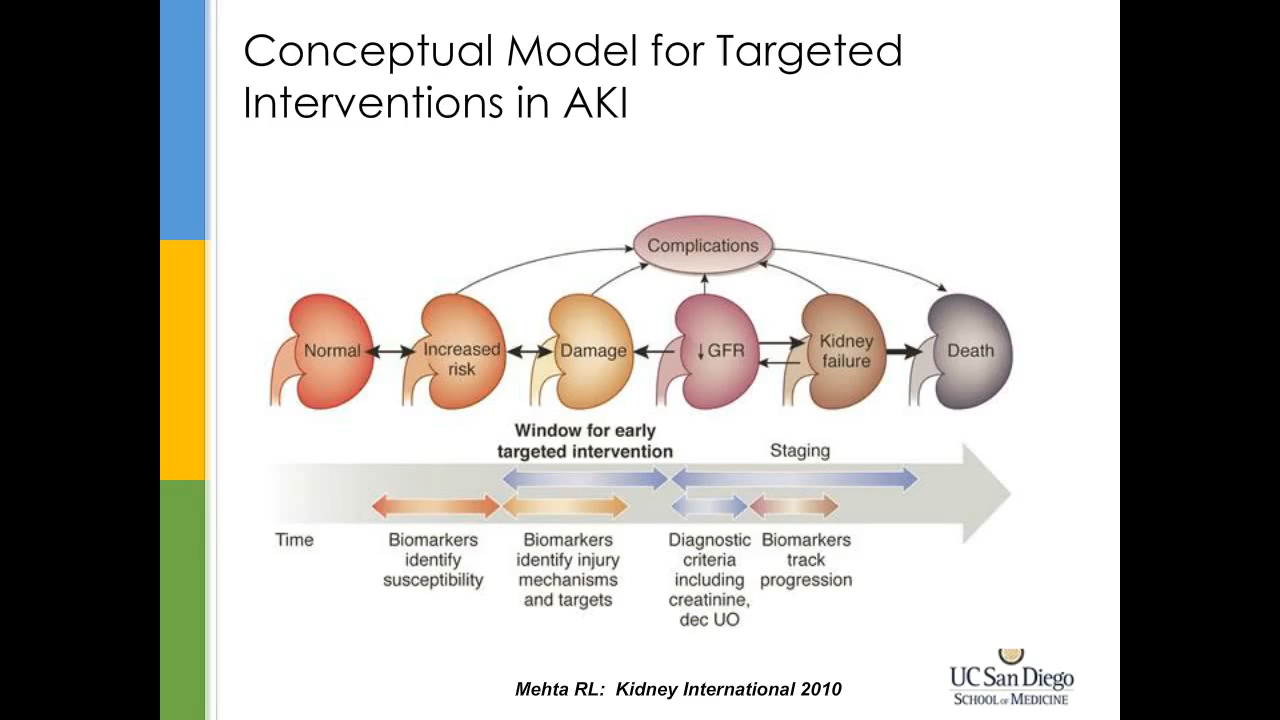 Conceptual Model for Targeted
Interventions in AKI
Complications
Normal
Increased
risk
Damage
↓GFR
Kidney
failure
Death
Window for early
targeted intervention
Staging
Time
Biomarkers
identify
susceptibility
Biomarkers
identify injury
mechanisms
and targets
Diagnostic
criteria
including
creatinine,
dec UO
Biomarkers
track
progression
Mehta RL: Kidney International 2010
UC San Diego
SCHOOL OF MEDICINE